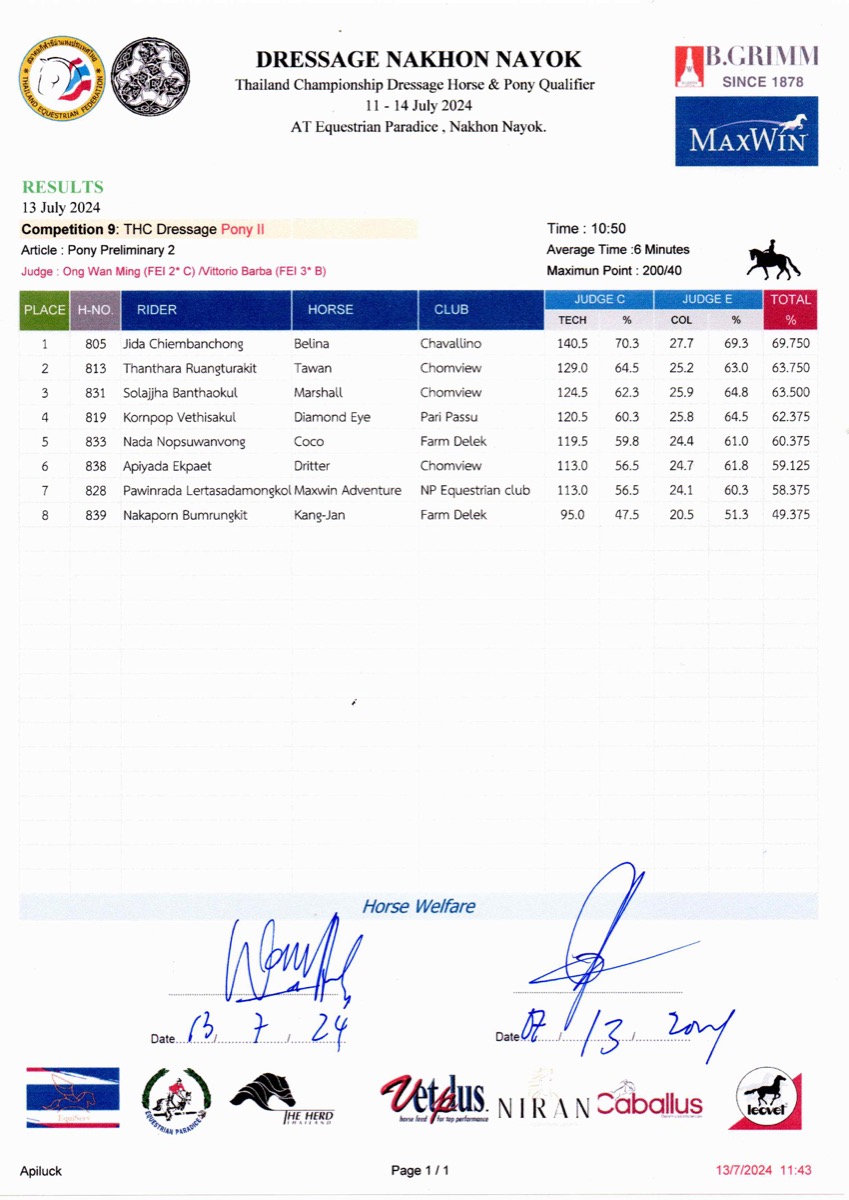 DRESSAGE NAKHON NAYOK
Thailand Championship Dressage Horse & Pony Qualifier
11 - 14 July 2024
AT Equestrian Paradice , Nakhon Nayok.
THAILAND EQUESTRIAN FEDERATION
B.GRIMM
SINCE 1878
MAXWIN
RESULTS
13 July 2024
Competition 9: THC Dressage Pony II
Time : 10:50
Article : Pony Preliminary 2
Average Time :6 Minutes
Judge : Ong Wan Ming (FEI 2* C) /Vittorio Barba (FEI 3* B)
Maximun Point : 200/40
PLACE H-NO. RIDER HORSE CLUB JUDGE C JUDGE E TOTAL
TECH % COL % %
1 805 Jida Chiembanchong Belina Chavallino 140.5 70.3 27.7 69.3 69.750
2 813 Thanthara Ruangturakit Tawan Chomview 129.0 64.5 25.2 63.0 63.750
3 831 Solajjha Banthaokul Marshall Chomview 124.5 62.3 25.9 64.8 63.500
4 819 Kornpop Vethisakul Diamond Eye Pari Passu 120.5 60.3 25.8 64.5 62.375
5 833 Nada Nopsuwanvong Coco Farm Delek 119.5 59.8 24.4 61.0 60.375
6 838 Apiyada Ekpaet Dritter Chomview 113.0 56.5 24.7 61.8 59.125
7 828 Pawinrada Lertasadamongkol Maxwin Adventure NP Equestrian club 113.0 56.5 24.1 60.3 58.375
8 839 Nakaporn Bumrungkit Kang-Jan Farm Delek 95.0 47.5 20.5 51.3 49.375
Horse Welfare
Date 13 / 7 / 24
Date 07 / 13 / 2024
EQUESTRIAN PARADICE
THE HERD
THAILAND
Vetplus.
horse feed for top performance
NIRAN
Caballus
leovet
Apiluck
Page 1 / 1
13/7/2024 11:43